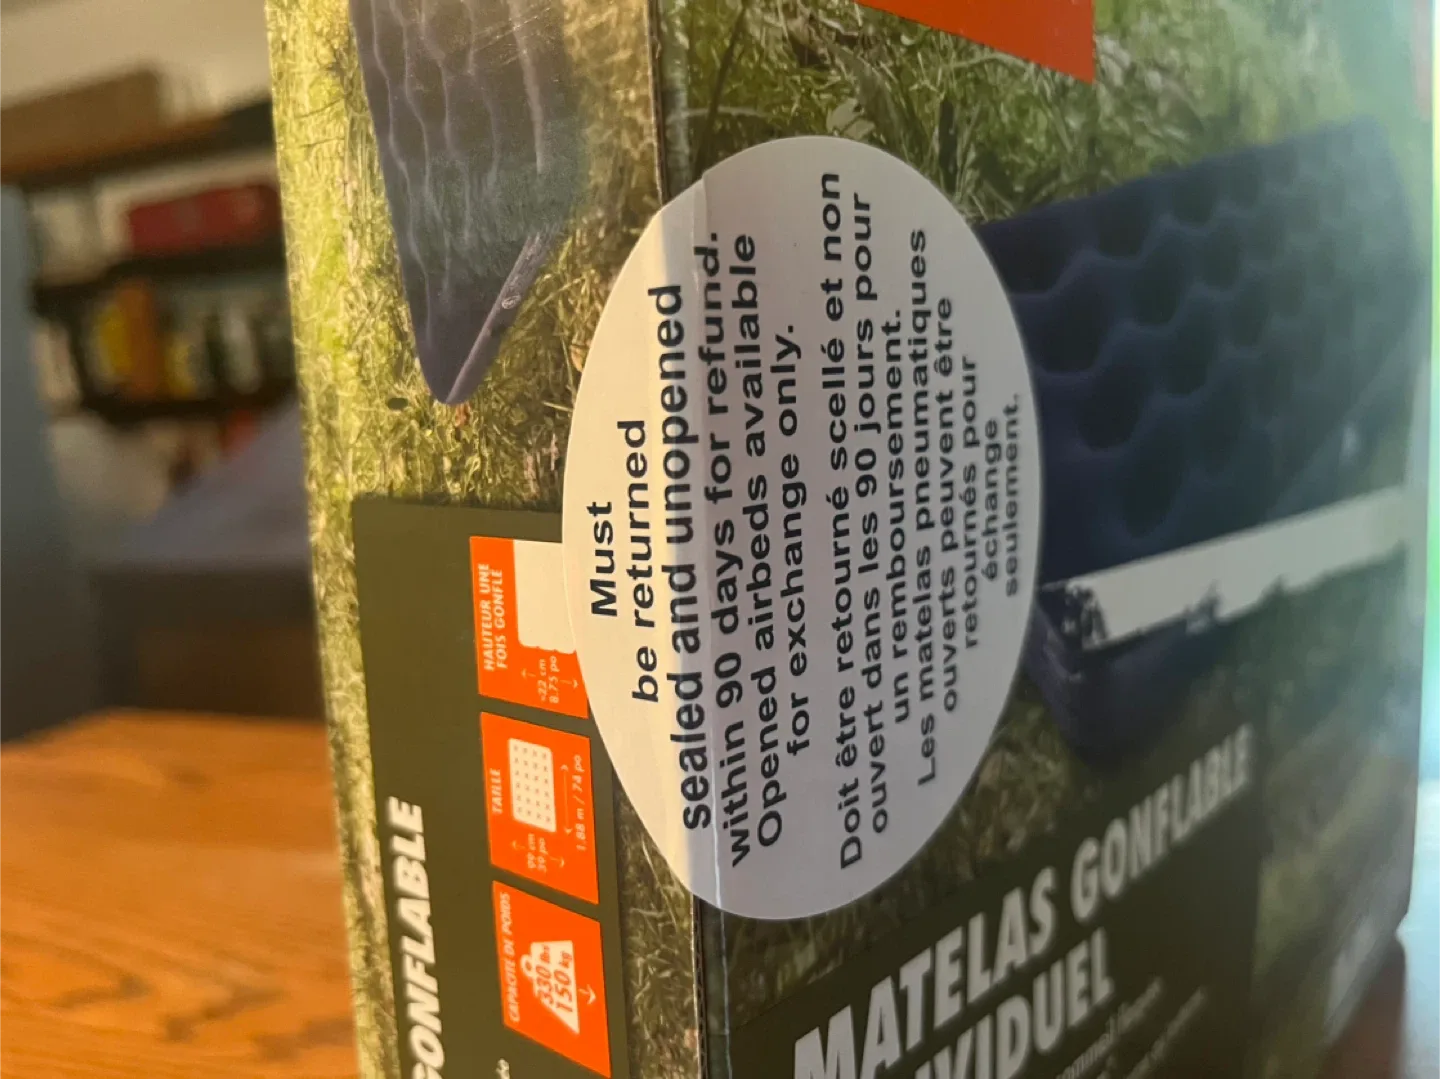 Must
be returned
sealed and unopened
within 90 days for refund.
Opened airbeds available
for exchange only.
Doit être retourné scellé et non
ouvert dans les 90 jours pour
un remboursement.
Les matelas pneumatiques
ouverts peuvent être
retournés pour
échange
seulement.
HAUTEUR UNE
FOIS GONFLÉ
22 cm
8.75 po
TAILLE
99 cm
39 po
1.88 m / 74 po
CAPACITÉ DE POIDS
330 lbs
150 kg
GONFLABLE
MATELAS GONFLABLE